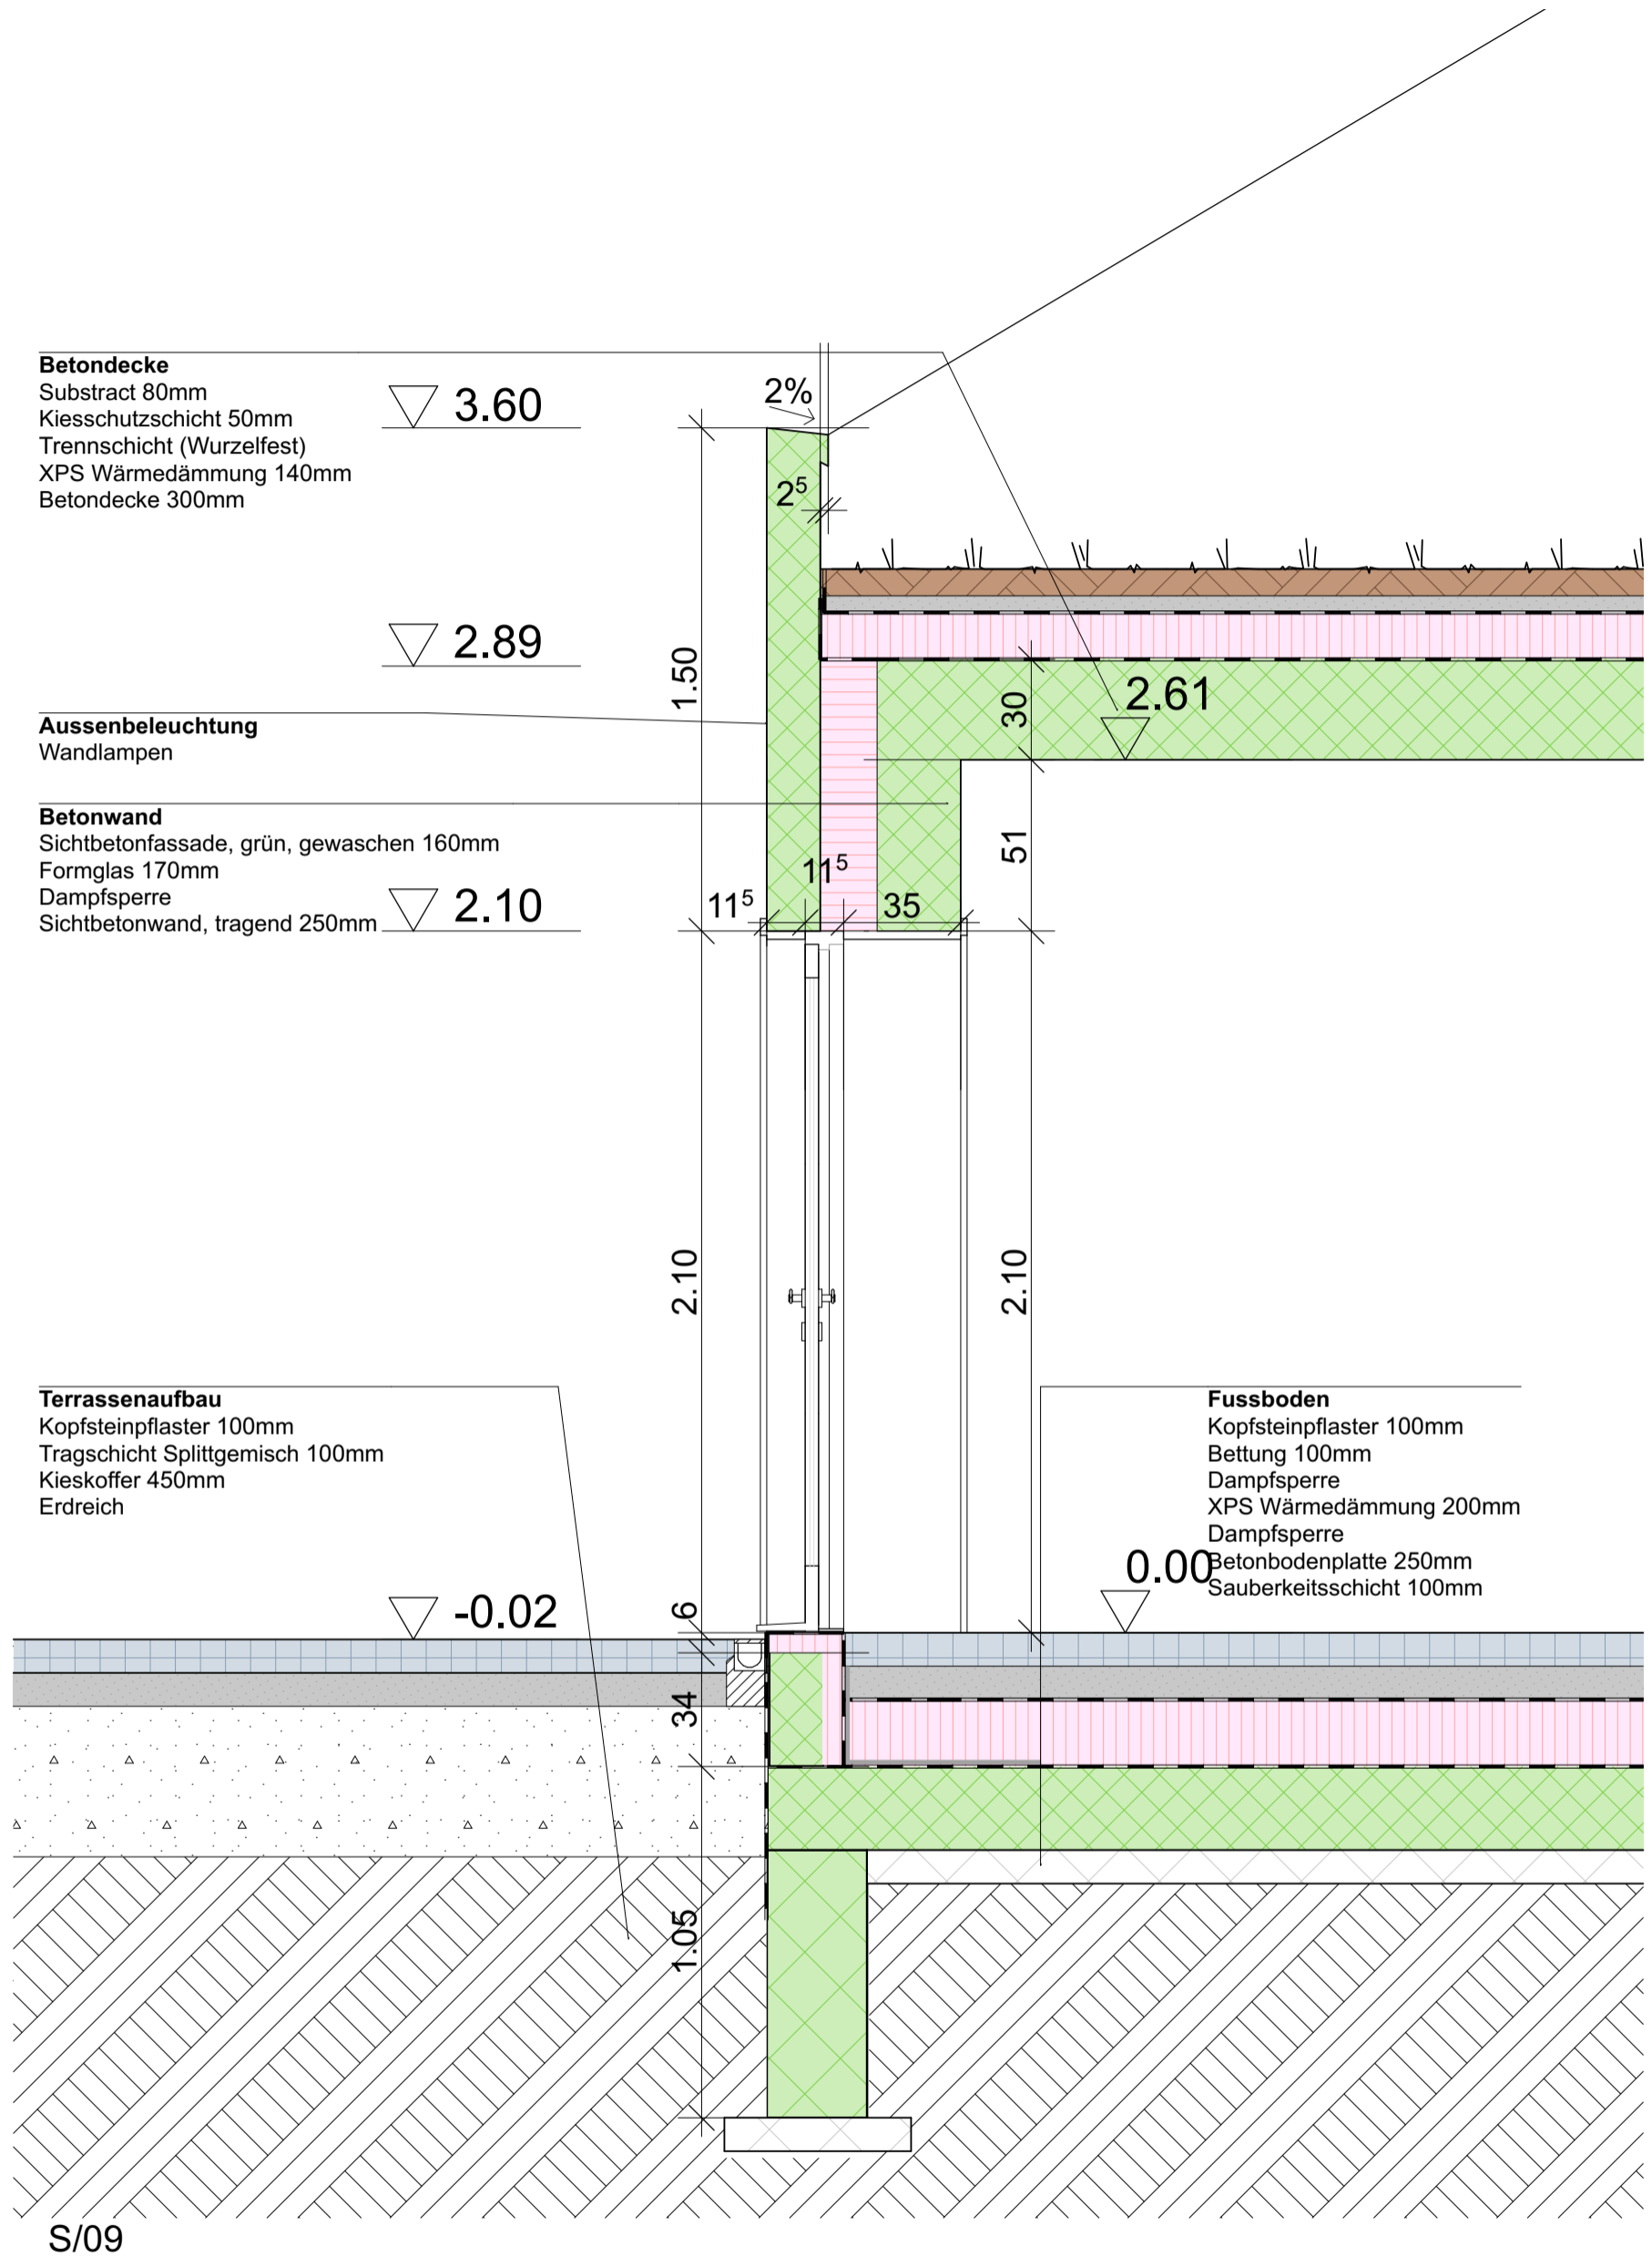 Betondecke
Substract 80mm
Kiesschutzschicht 50mm
Trennschicht (Wurzelfest)
XPS Wärmedämmung 140mm
Betondecke 300mm
3.60
2%
2⁵
2.89
1.50
30
2.61
Aussenbeleuchtung
Wandlampen
Betonwand
Sichtbetonfassade, grün, gewaschen 160mm
Formglas 170mm
Dampfsperre
Sichtbetonwand, tragend 250mm
2.10
11⁵
11⁵
35
51
2.10
2.10
Terrassenaufbau
Kopfsteinpflaster 100mm
Tragschicht Splittgemisch 100mm
Kieskoffer 450mm
Erdreich
Fussboden
Kopfsteinpflaster 100mm
Bettung 100mm
Dampfsperre
XPS Wärmedämmung 200mm
Dampfsperre
Betonbodenplatte 250mm
Sauberkeitsschicht 100mm
0.00
-0.02
6
34
1.05
S/09